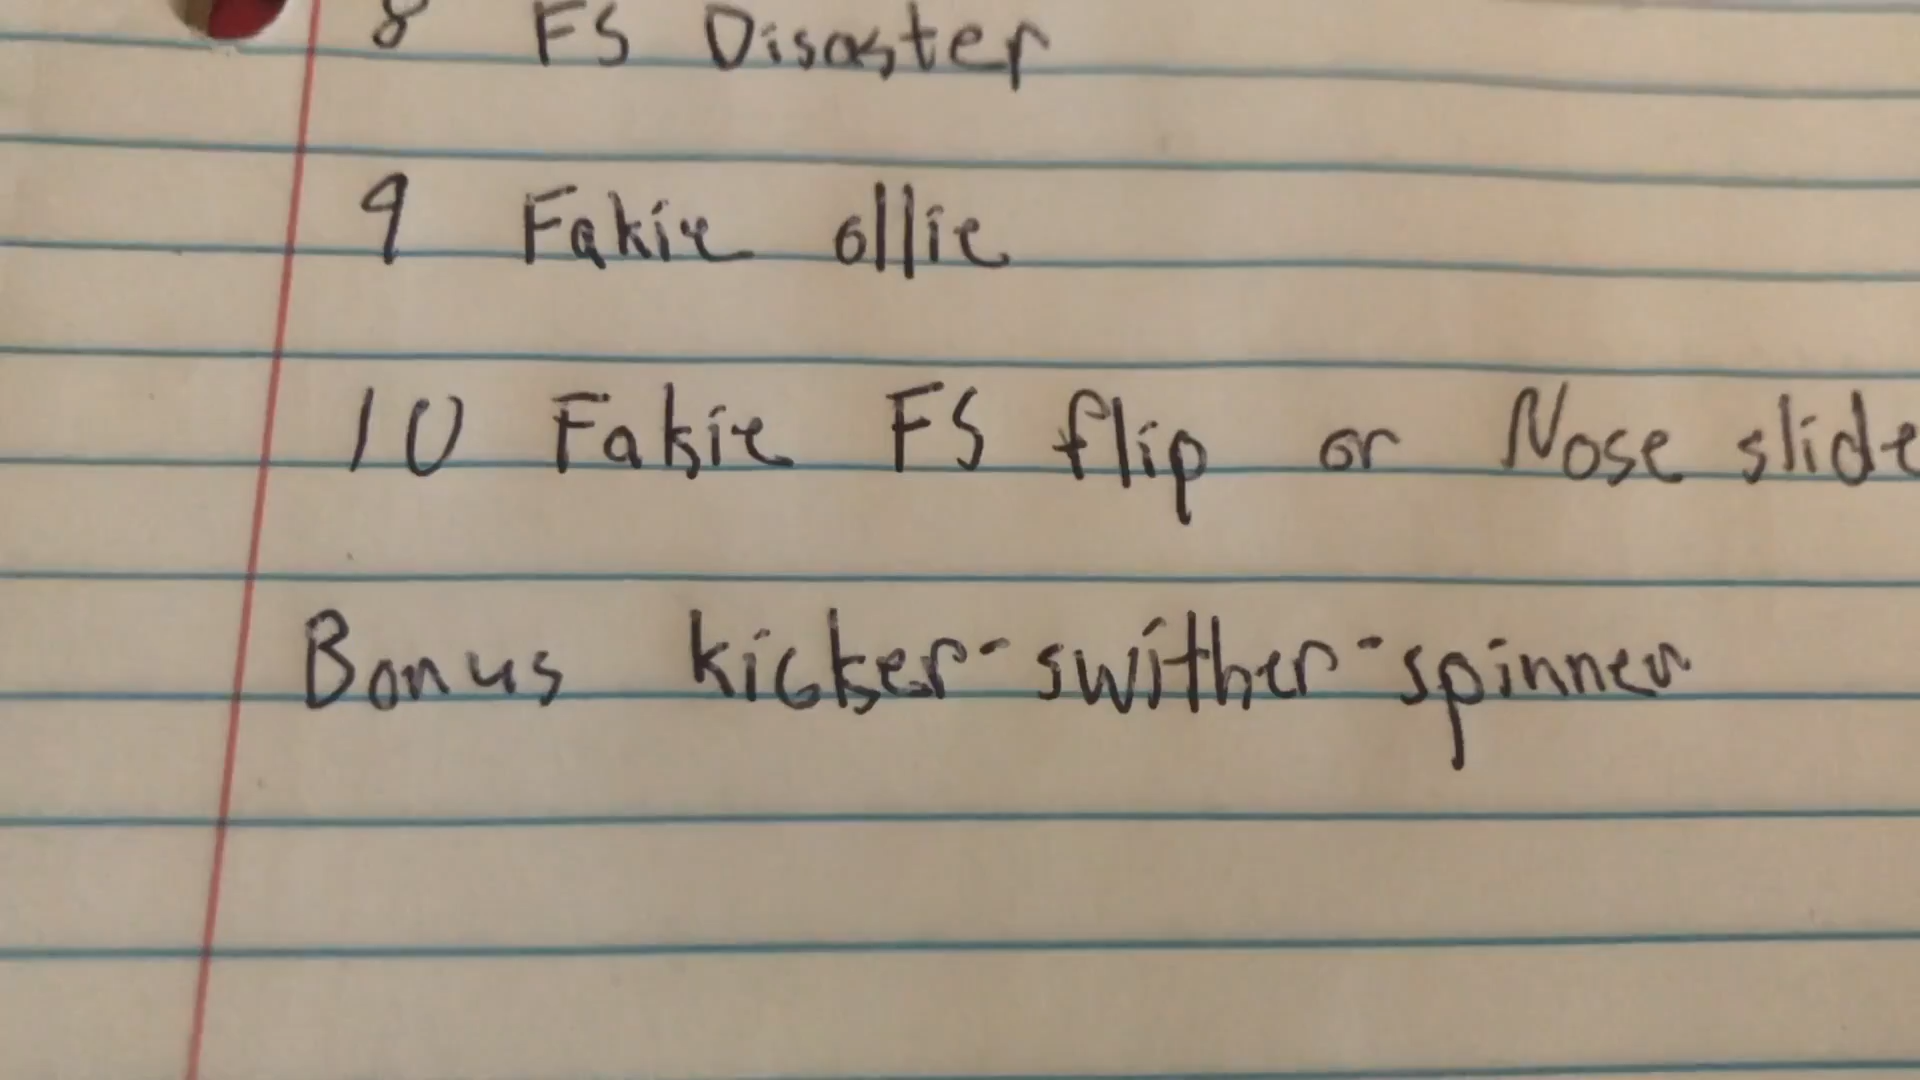 8 FS Disaster
9 Fakie ollie
10 Fakie FS flip or Nose slide
Bonus kicker-swither-spinner